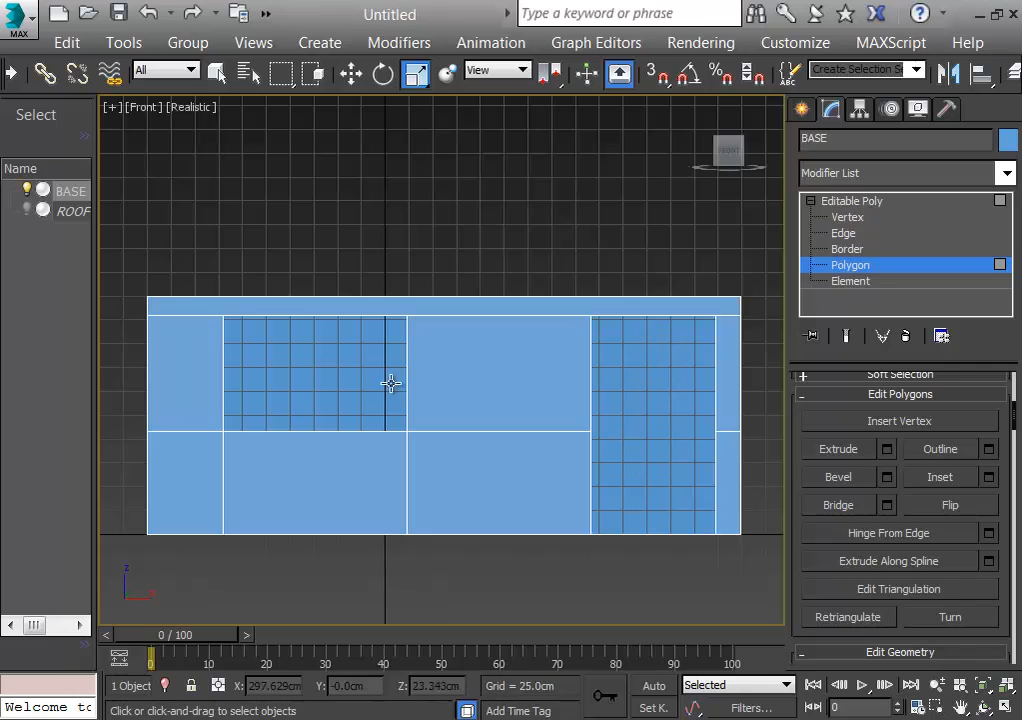 Untitled
Type a keyword or phrase
MAX
Edit Tools Group Views Create Modifiers Animation Graph Editors Rendering Customize MAXScript Help
All View 3 Create Selection Se
[+] [Front] [Realistic]
Select
Name
BASE
ROOF
FRONT
z
BASE
Modifier List
Editable Poly
Vertex
Edge
Border
Polygon
Element
Soft Selection
Edit Polygons
Insert Vertex
Extrude Outline
Bevel Inset
Bridge Flip
Hinge From Edge
Extrude Along Spline
Edit Triangulation
Retriangulate Turn
Edit Geometry
< 0 / 100 >
0 10 20 30 40 50 60 70 80 90 100
1 Object X: 297.629cm Y: -0.0cm Z: 23.343cm Grid = 25.0cm Auto Selected
Welcome to Click or click-and-drag to select objects Add Time Tag Set K. Filters... 0